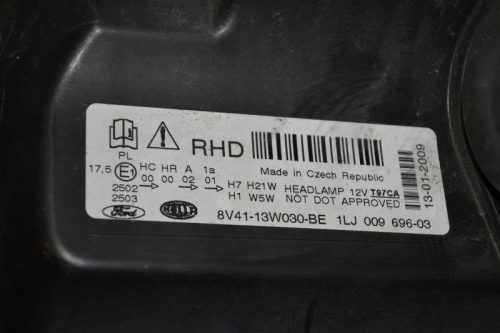 RHD
Made in Czech Republic
PL
17,5 E1 HC HR A 1a
00 00 02 01
2502
2503
H7 H21W HEADLAMP 12V T97CA
H1 W5W NOT DOT APPROVED
Ford HELLA
8V41-13W030-BE 1LJ 009 696-03
13-01-2009